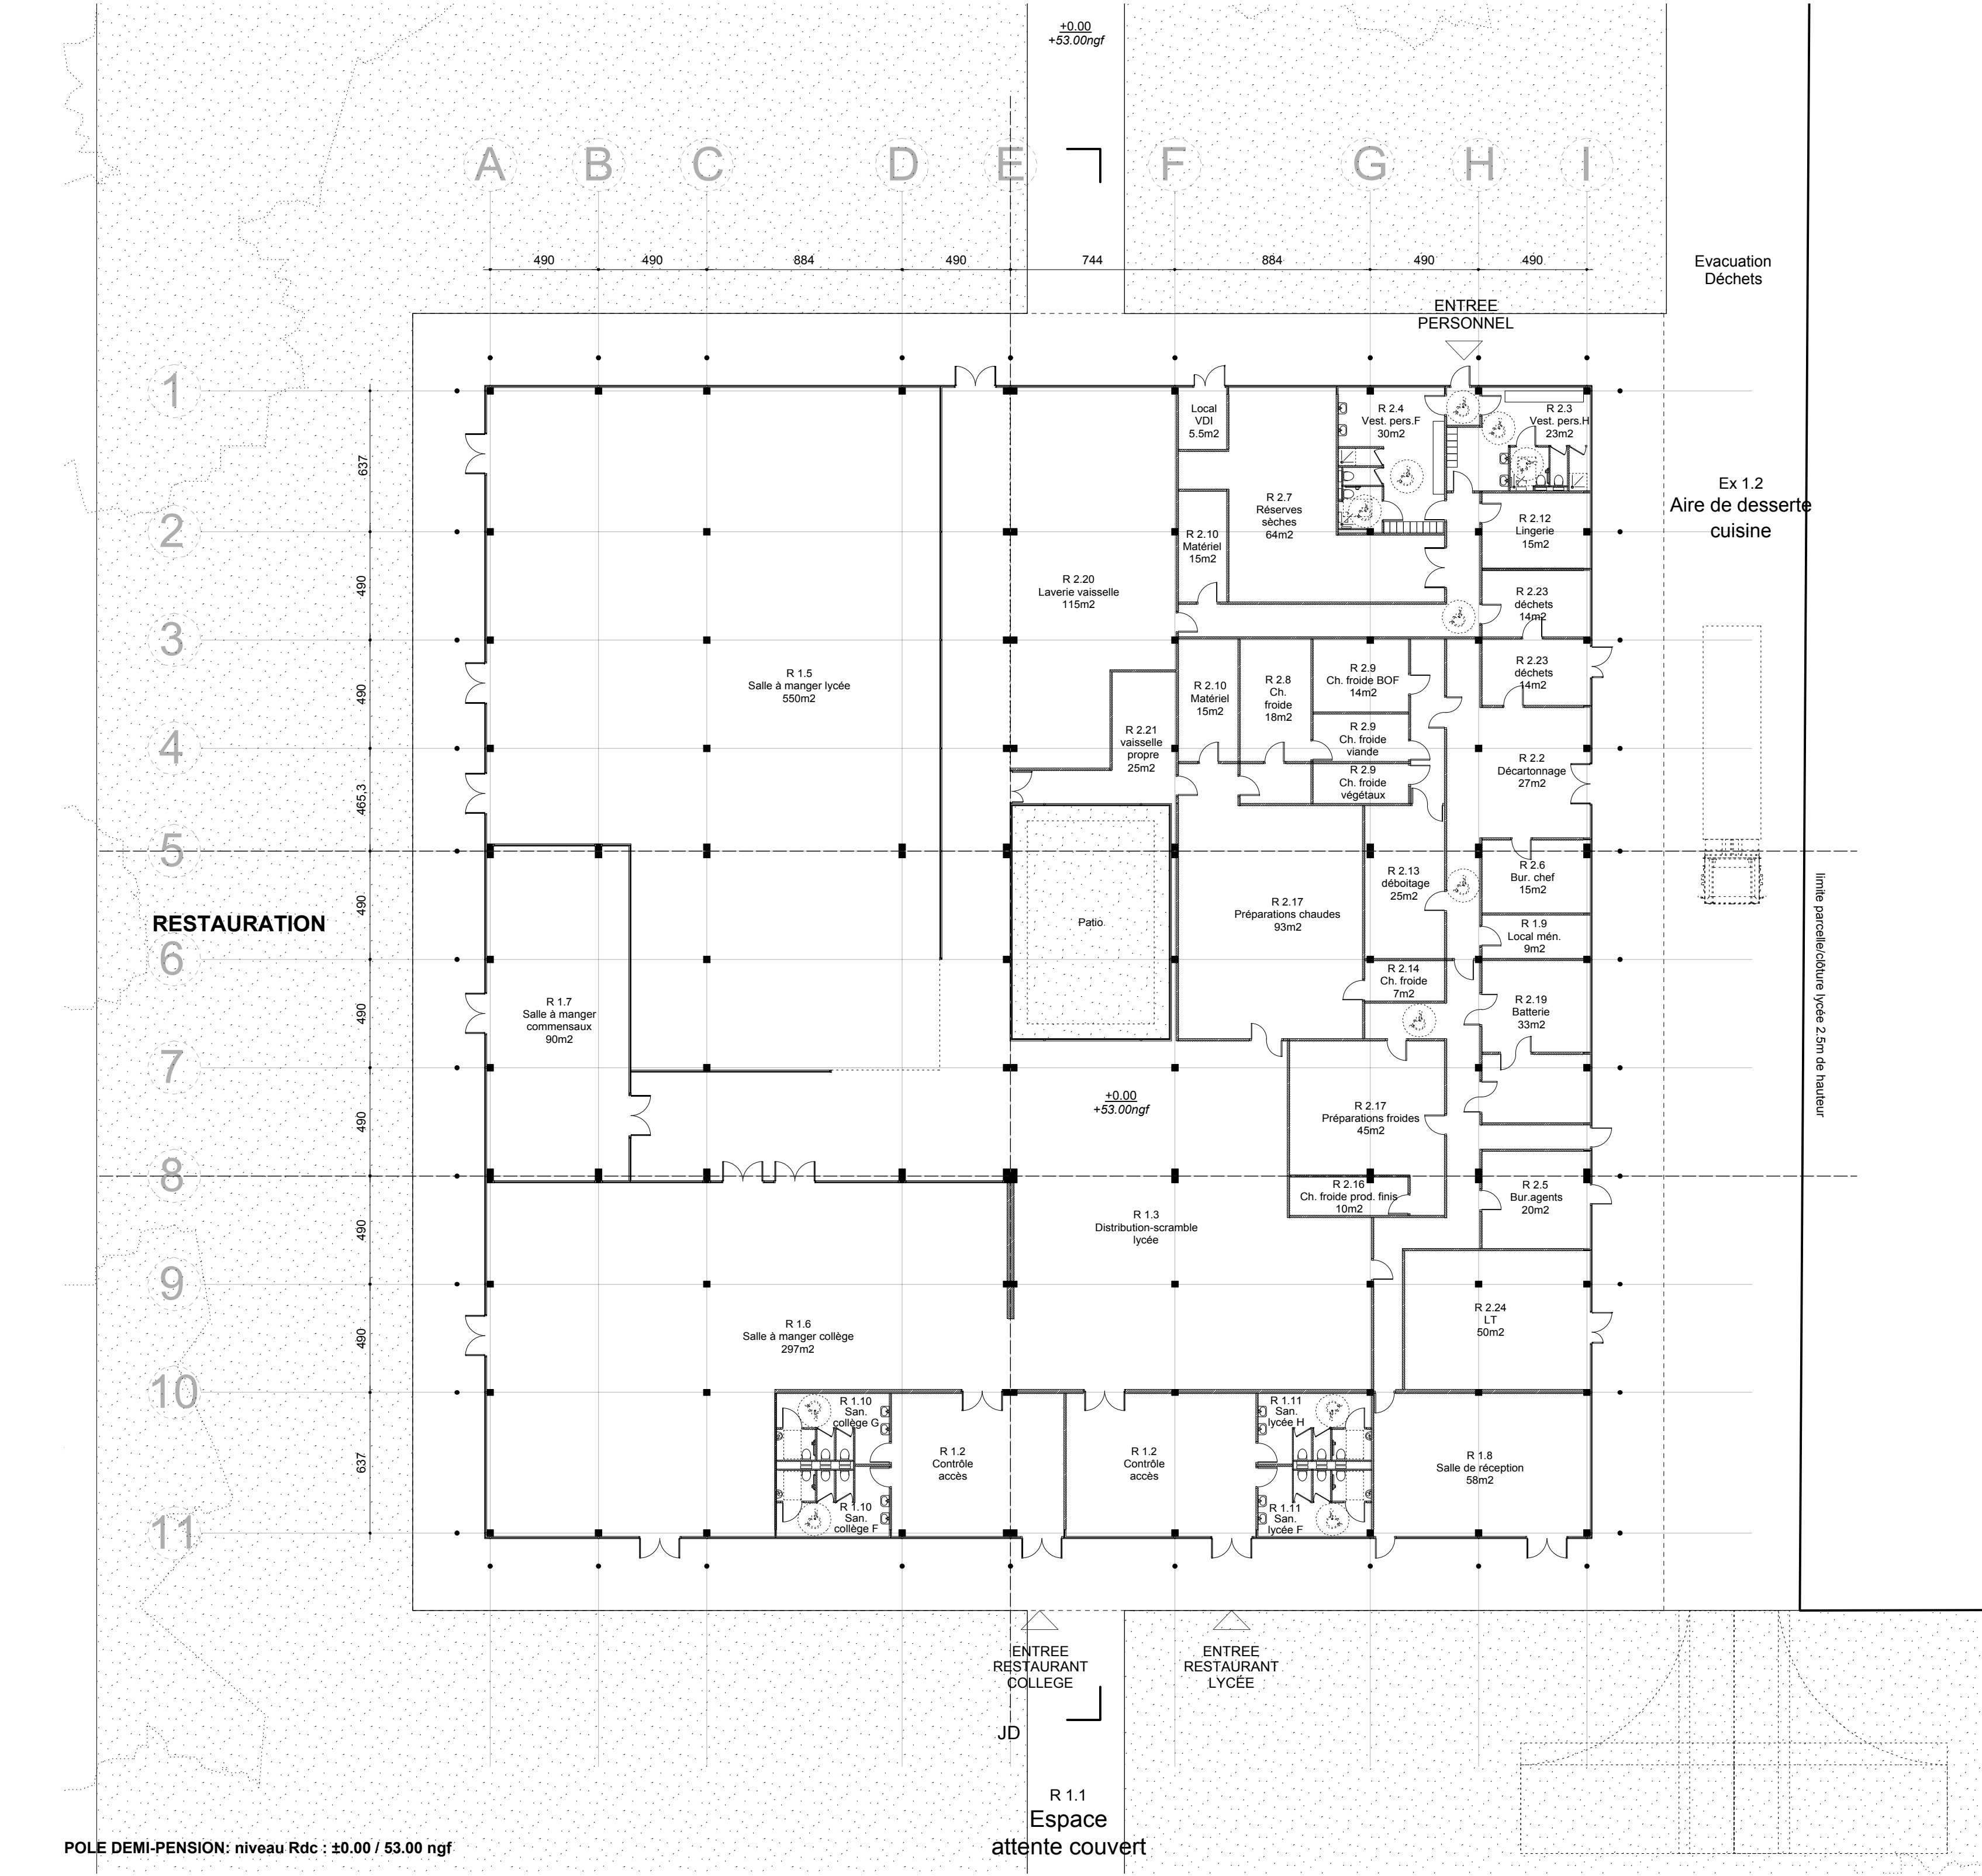 +0.00
+53.00ngf
A
B
C
D
E
F
G
H
I
490
490
884
490
744
884
490
490
Evacuation
Déchets
ENTREE
PERSONNEL
1
2
3
4
5
6
7
8
9
10
11
637
490
490
465,3
490
490
490
490
490
637
RESTAURATION
Local
VDI
5.5m2
R 2.4
Vest. pers.F
30m2
R 2.3
Vest. pers.H
23m2
R 2.7
Réserves
sèches
64m2
R 2.10
Matériel
15m2
R 2.12
Lingerie
15m2
Ex 1.2
Aire de desserte
cuisine
R 2.20
Laverie vaisselle
115m2
R 2.23
déchets
14m2
R 1.5
Salle à manger lycée
550m2
R 2.10
Matériel
15m2
R 2.8
Ch.
froide
18m2
R 2.9
Ch. froide BOF
14m2
R 2.23
déchets
14m2
R 2.21
vaisselle
propre
25m2
R 2.9
Ch. froide
viande
R 2.9
Ch. froide
végétaux
R 2.2
Décartonnage
27m2
R 2.13
déboitage
25m2
R 2.6
Bur. chef
15m2
Patio
R 2.17
Préparations chaudes
93m2
R 1.9
Local mén.
9m2
R 2.14
Ch. froide
7m2
R 2.19
Batterie
33m2
R 1.7
Salle à manger
commensaux
90m2
limite parcelle/clôture lycée 2.5m de hauteur
+0.00
+53.00ngf
R 2.17
Préparations froides
45m2
R 2.16
Ch. froide prod. finis
10m2
R 2.5
Bur.agents
20m2
R 1.3
Distribution-scramble
lycée
R 1.6
Salle à manger collège
297m2
R 2.24
LT
50m2
R 1.10
San.
collège G
R 1.2
Contrôle
accès
R 1.2
Contrôle
accès
R 1.11
San.
lycée H
R 1.8
Salle de réception
58m2
R 1.10
San.
collège F
R 1.11
San.
lycée F
ENTREE
RESTAURANT
COLLEGE
ENTREE
RESTAURANT
LYCÉE
JD
R 1.1
Espace
attente couvert
POLE DEMI-PENSION: niveau Rdc : ±0.00 / 53.00 ngf